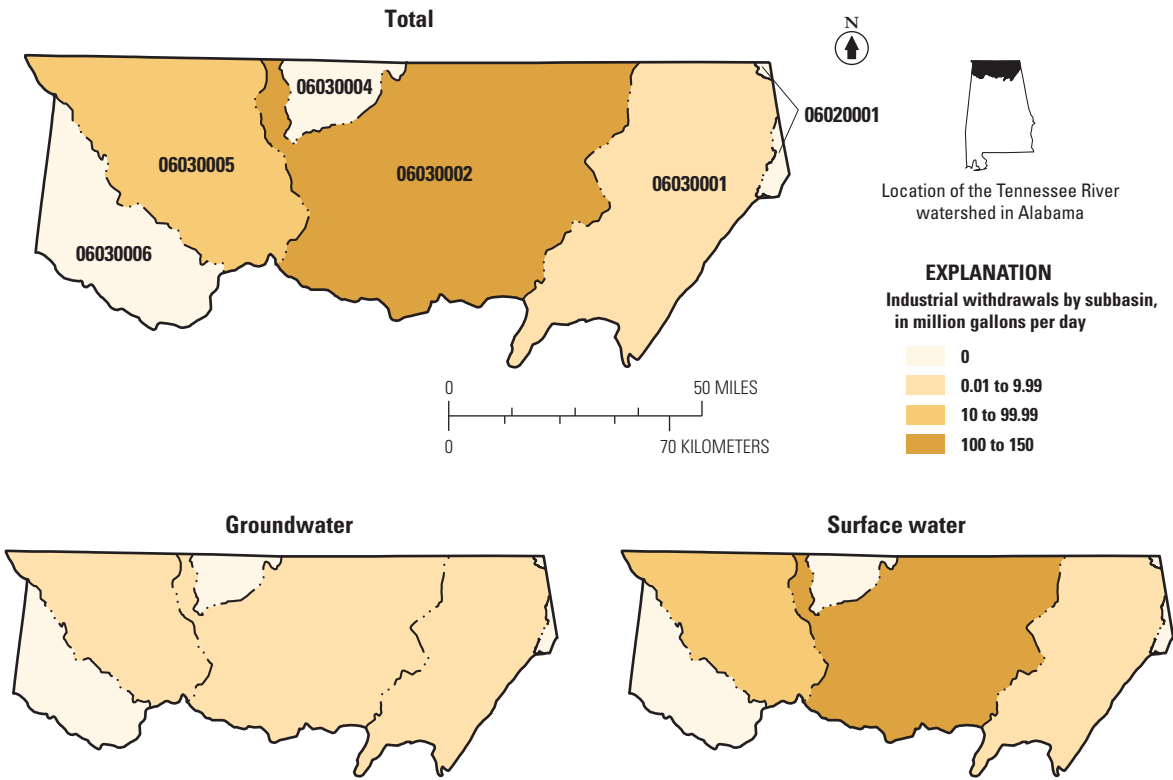 Total
N
06030004
06020001
06030005
06030002
06030001
06030006
Location of the Tennessee River
watershed in Alabama
EXPLANATION
Industrial withdrawals by subbasin,
in million gallons per day
0
0.01 to 9.99
10 to 99.99
100 to 150
0
50 MILES
0
70 KILOMETERS
Groundwater
Surface water